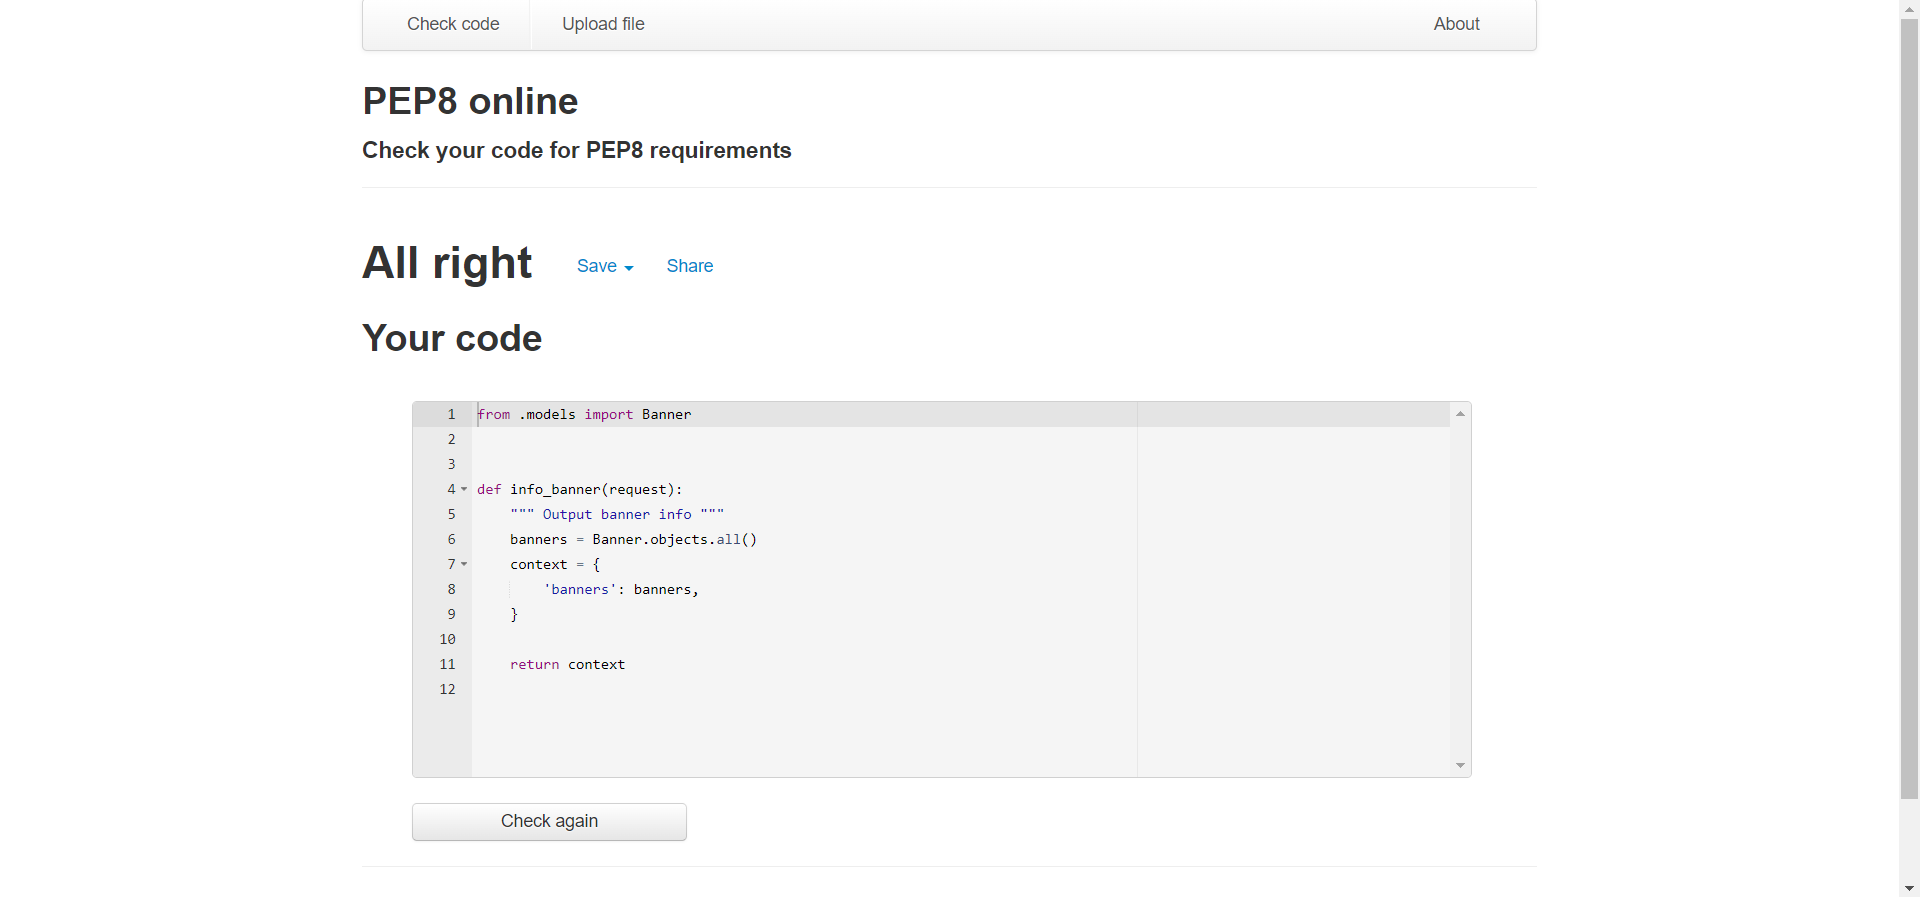 Check code Upload file About
PEP8 online
Check your code for PEP8 requirements
All right Save Share
Your code
1 from .models import Banner
2
3
4 def info_banner(request):
5     """ Output banner info """
6     banners = Banner.objects.all()
7     context = {
8         'banners': banners,
9     }
10
11     return context
12
Check again